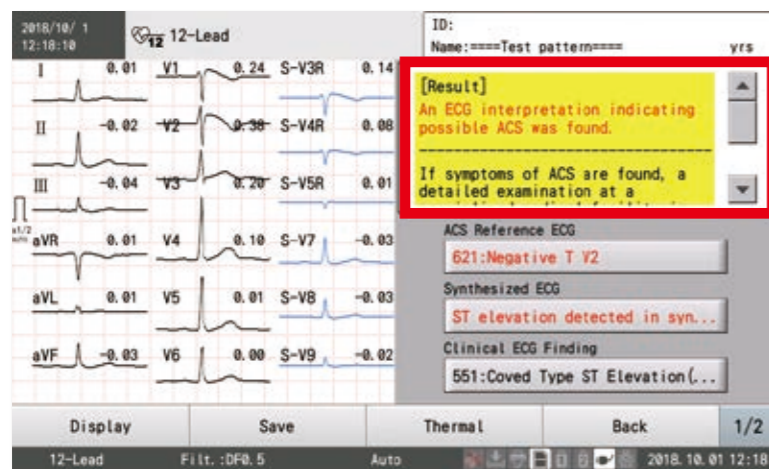 2018/10/ 1
12:18:10
12 12-Lead
ID:
Name:====Test pattern==== yrs
I 0.01 V1 0.24 S-V3R 0.14
II -0.02 V2 0.38 S-V4R 0.08
III -0.04 V3 0.20 S-V5R 0.01
a1/2
auto
aVR 0.01 V4 0.10 S-V7 -0.03
aVL 0.01 V5 0.01 S-V8 -0.03
aVF -0.03 V6 0.00 S-V9 -0.02
[Result]
An ECG interpretation indicating
possible ACS was found.
If symptoms of ACS are found, a
detailed examination at a
ACS Reference ECG
621:Negative T V2
Synthesized ECG
ST elevation detected in syn...
Clinical ECG Finding
551:Coved Type ST Elevation(...
Display Save Thermal Back 1/2
12-Lead Filt.:DF0.5 Auto 2018.10.01 12:18